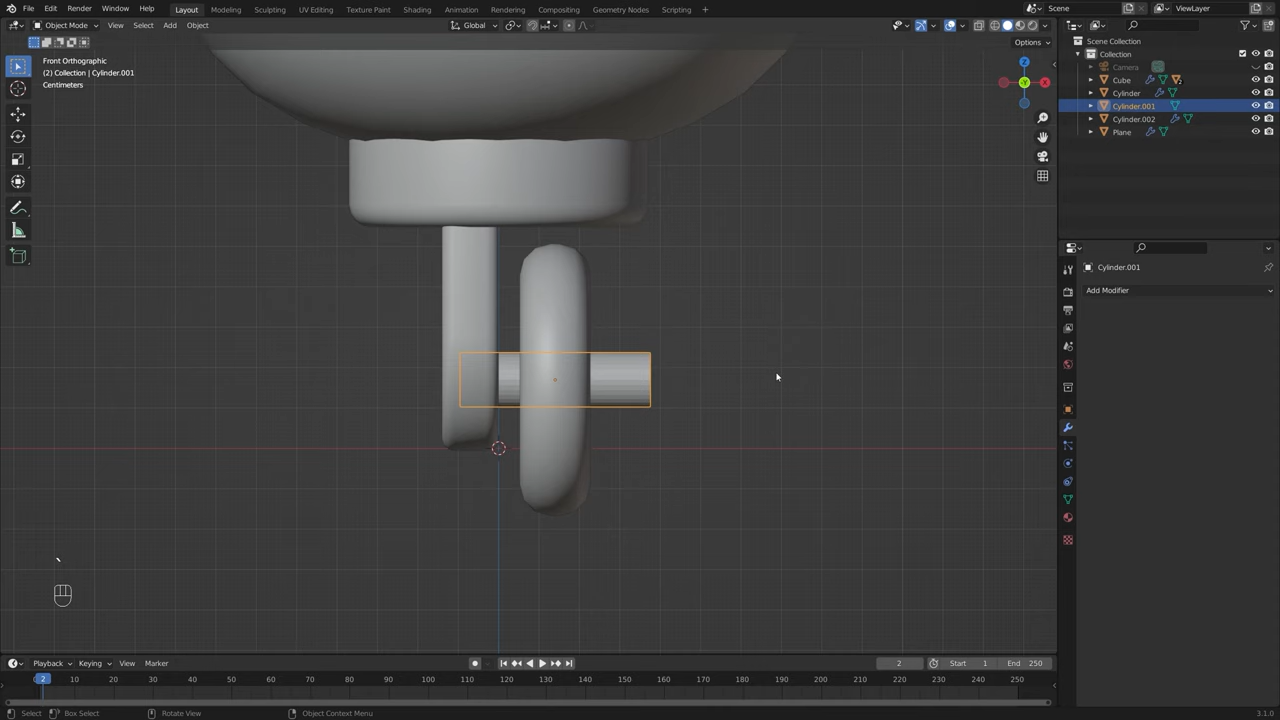 File Edit Render Window Help Layout Modeling Sculpting UV Editing Texture Paint Shading Animation Rendering Compositing Geometry Nodes Scripting + Scene ViewLayer
Object Mode View Select Add Object Global
Options
Front Orthographic
(2) Collection | Cylinder.001
Centimeters
Z
Y
X
Scene Collection
Collection
Camera
Cube
Cylinder
Cylinder.001
Cylinder.002
Plane
Cylinder.001
Add Modifier
Playback Keying View Marker 2 Start 1 End 250
2 10 20 30 40 50 60 70 80 90 100 110 120 130 140 150 160 170 180 190 200 210 220 230 240 250
Select Box Select Rotate View Object Context Menu 3.1.0